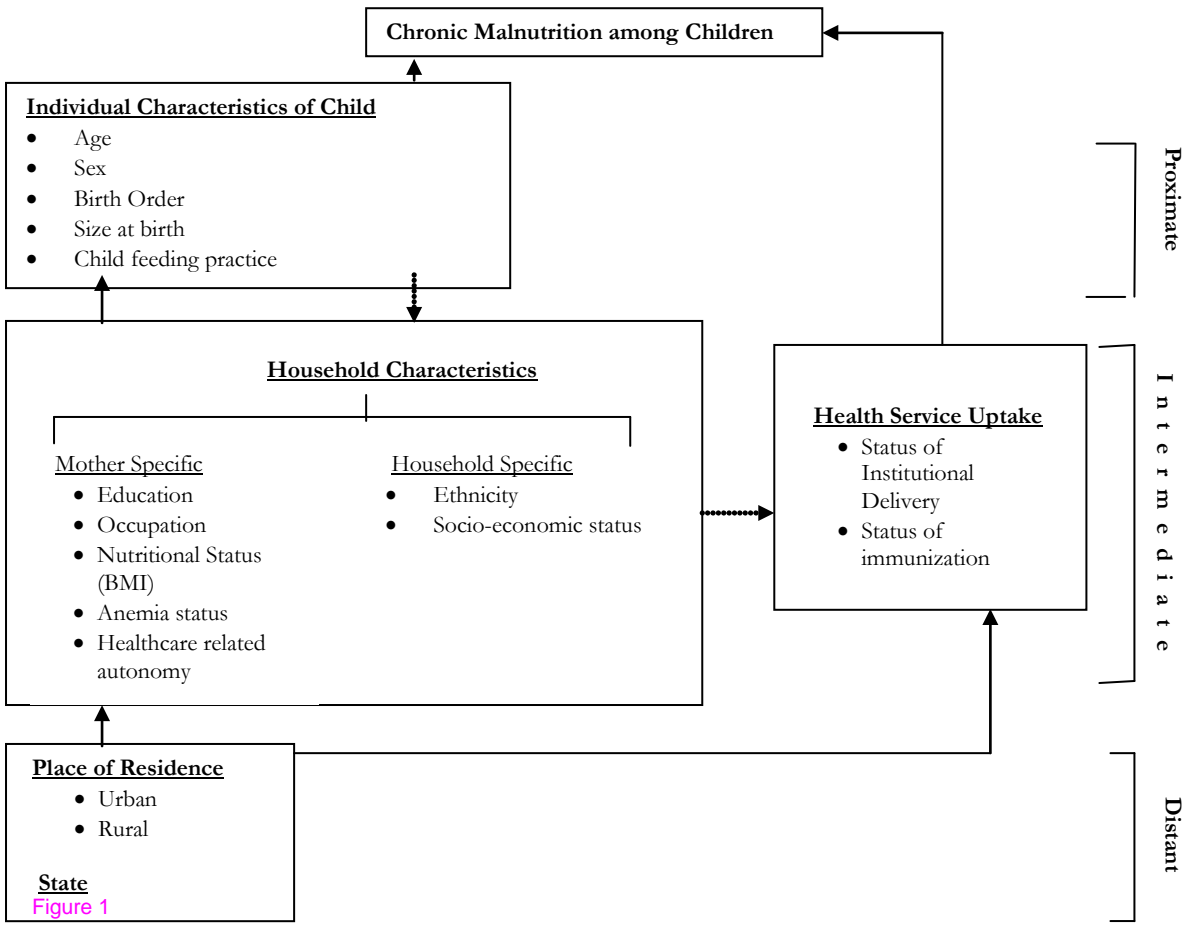 Chronic Malnutrition among Children
Individual Characteristics of Child
• Age
• Sex
• Birth Order
• Size at birth
• Child feeding practice
Proximate
Household Characteristics
Mother Specific
• Education
• Occupation
• Nutritional Status
(BMI)
• Anemia status
• Healthcare related
autonomy
Household Specific
• Ethnicity
• Socio-economic status
Health Service Uptake
• Status of
Institutional
Delivery
• Status of
immunization
Intermediate
Place of Residence
• Urban
• Rural
State
Figure 1
Distant